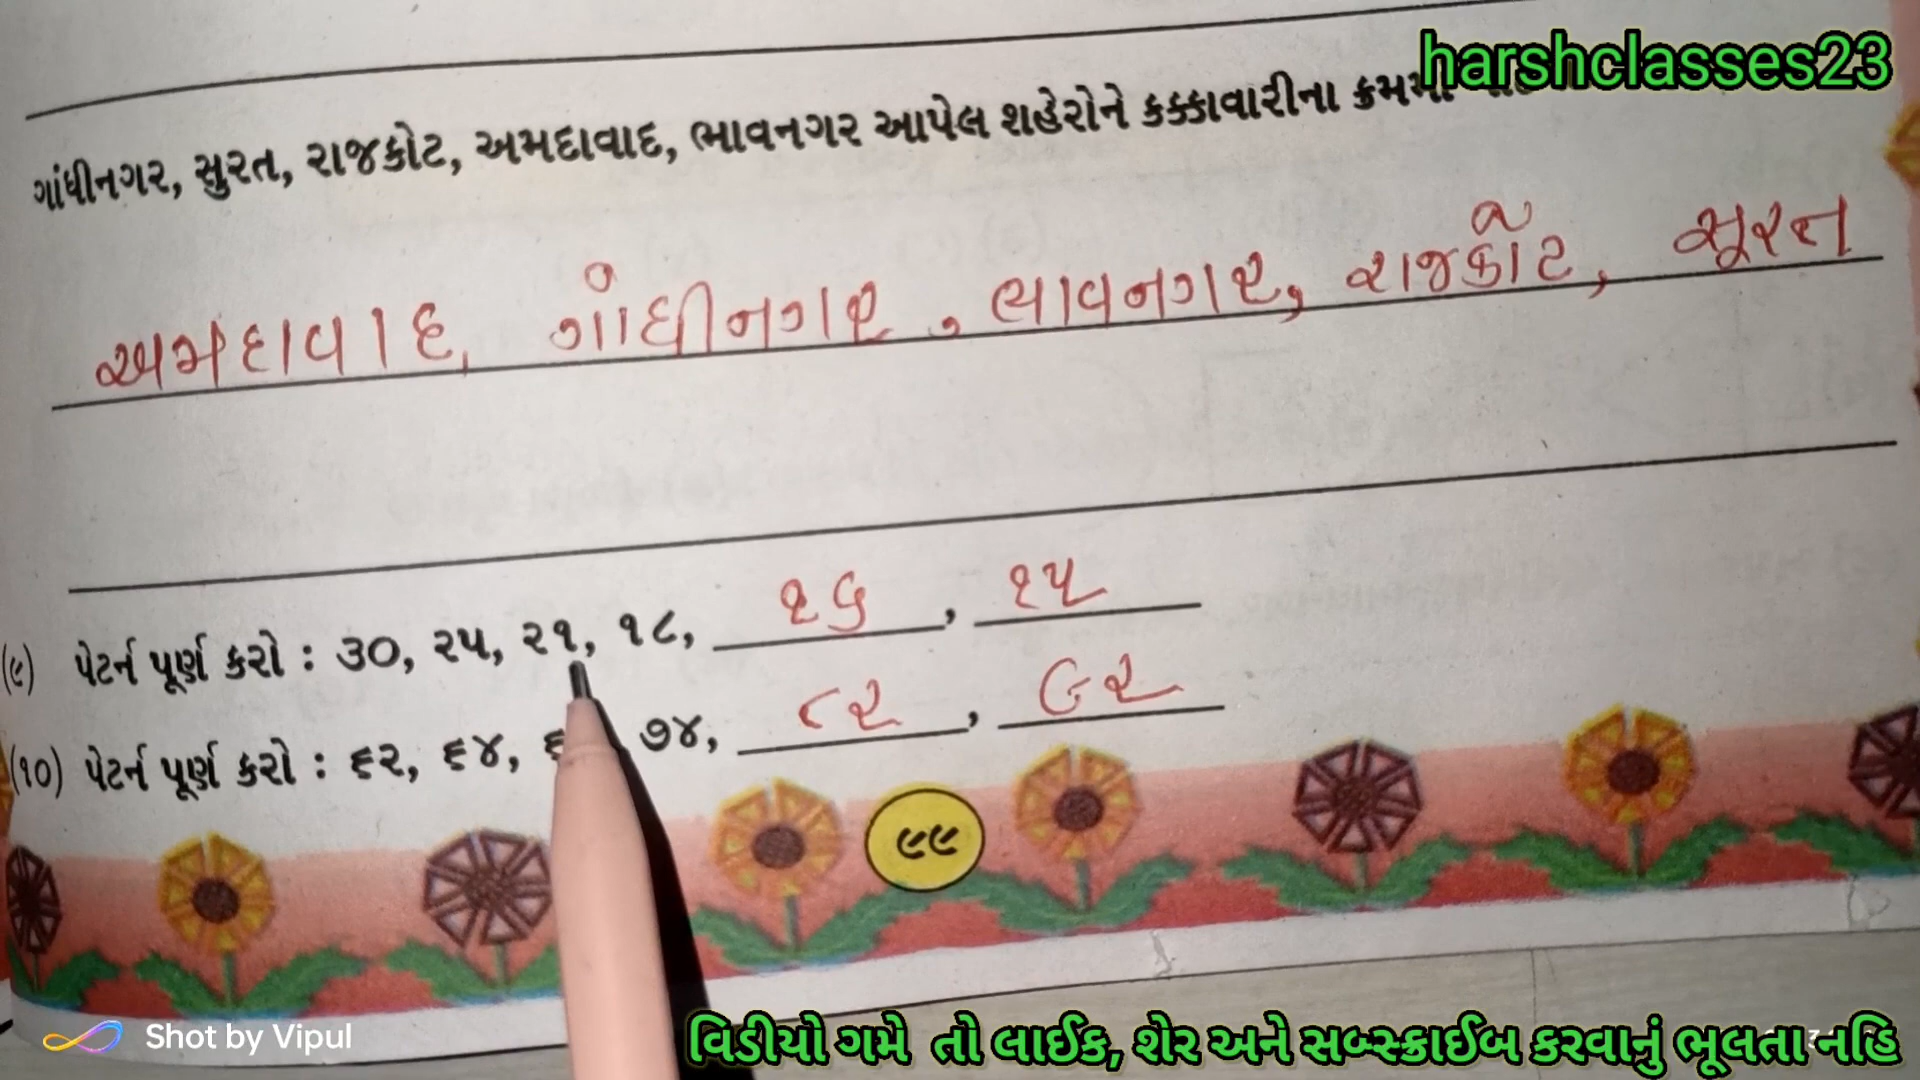 harshclasses23
ગાંધીનગર, સુરત, રાજકોટ, અમદાવાદ, ભાવનગર આપેલ શહેરોને કક્કાવારીના
અમદાવાદ, ગાંધીનગર, ભાવનગર, રાજકોટ, સૂરત
(૯) પેટર્ન પૂર્ણ કરો : ૩૦, ૨૫, ૨૧, ૧૮, ૧૬, ૧૫
(૧૦) પેટર્ન પૂર્ણ કરો : ૬૨, ૬૪, ૭૪, ૮૨, ૯૨
૯૯
Shot by Vipul
વિડીયો ગમે તો લાઈક, શેર અને સબ્સ્ક્રાઈબ કરવાનું ભૂલતા નહિ